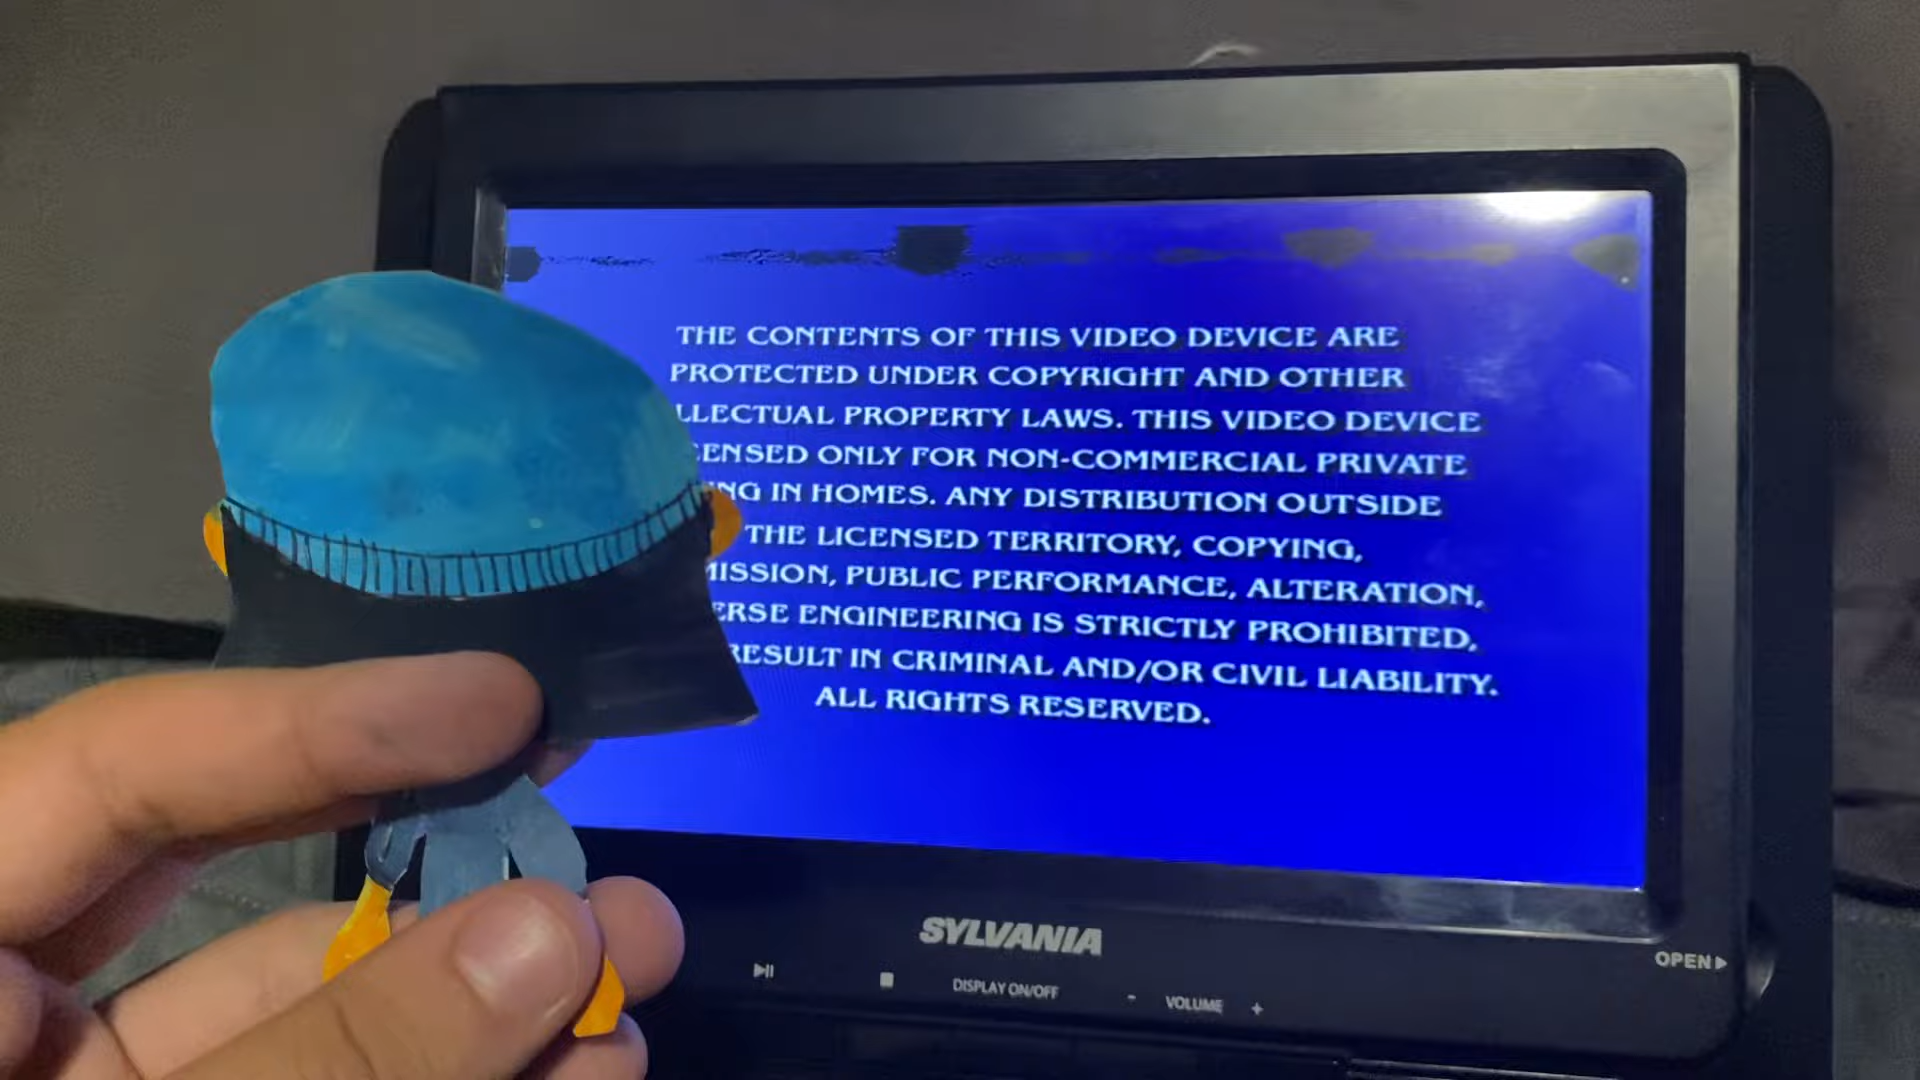 THE CONTENTS OF THIS VIDEO DEVICE ARE
PROTECTED UNDER COPYRIGHT AND OTHER
LLECTUAL PROPERTY LAWS. THIS VIDEO DEVICE
ENSED ONLY FOR NON-COMMERCIAL PRIVATE
NG IN HOMES. ANY DISTRIBUTION OUTSIDE
THE LICENSED TERRITORY, COPYING,
MISSION, PUBLIC PERFORMANCE, ALTERATION,
ERSE ENGINEERING IS STRICTLY PROHIBITED,
RESULT IN CRIMINAL AND/OR CIVIL LIABILITY.
ALL RIGHTS RESERVED.
SYLVANIA
OPEN
DISPLAY ON/OFF
- VOLUME +